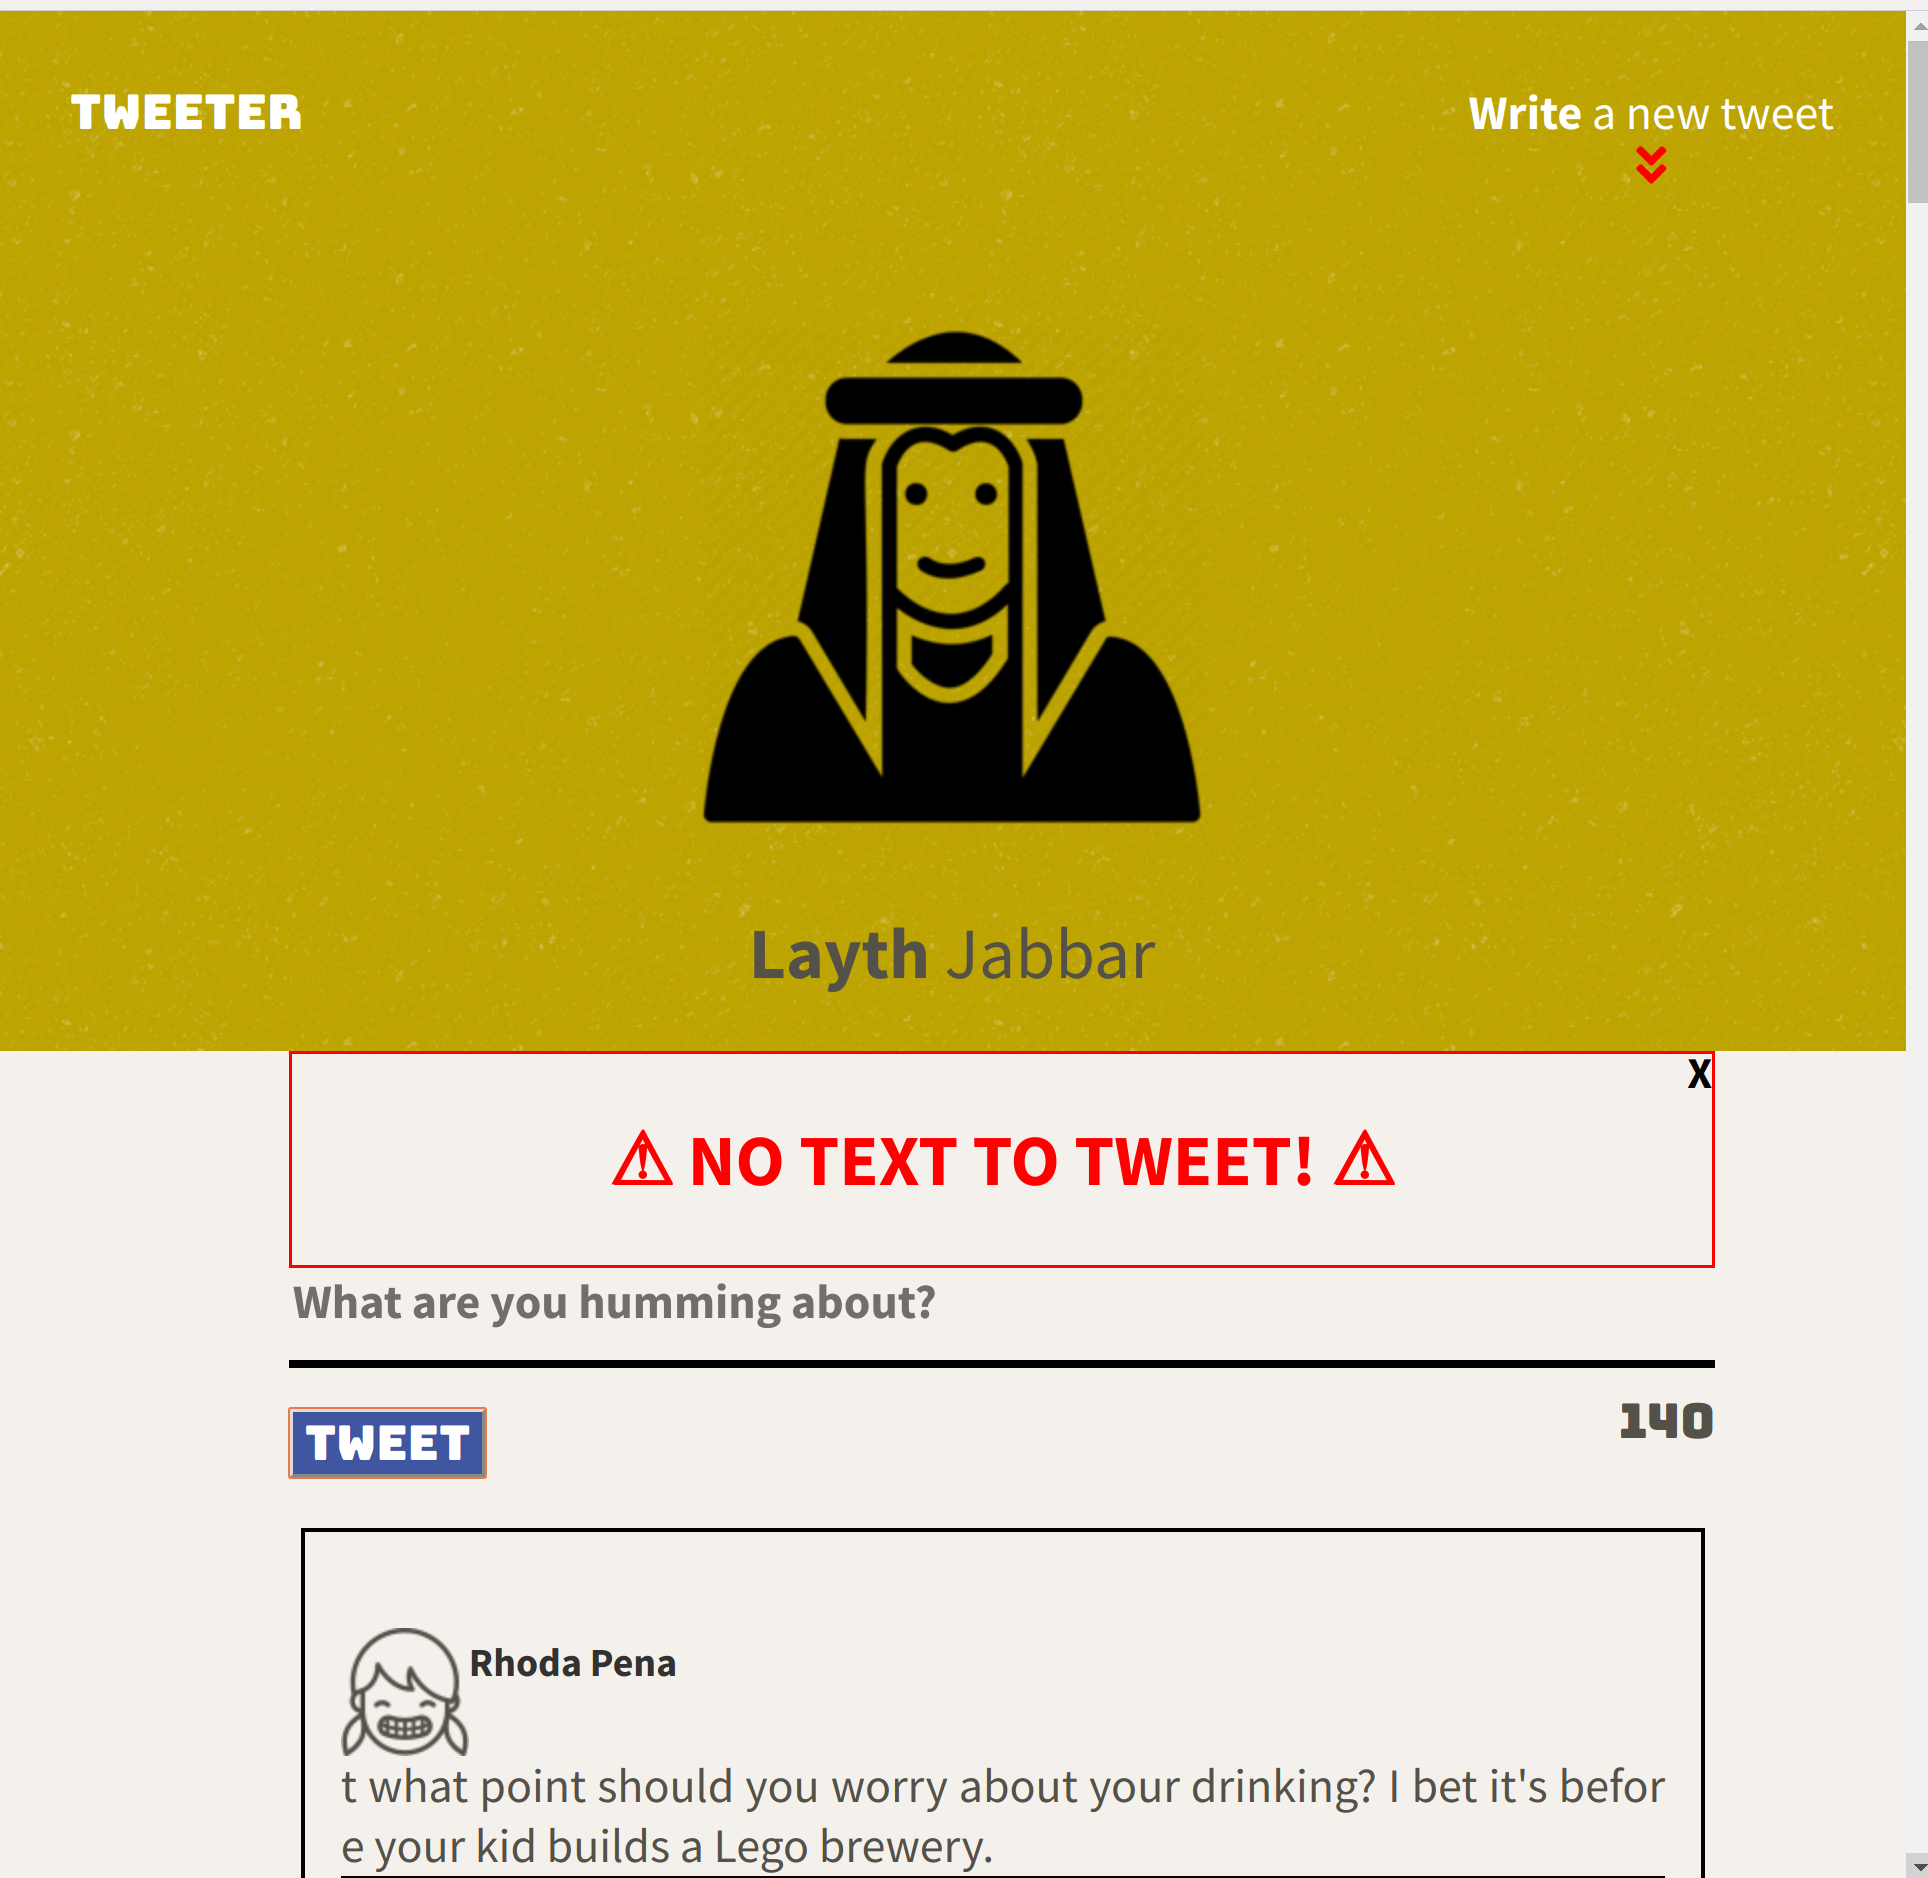 TWEETER
Write a new tweet
Layth Jabbar
X
⚠ NO TEXT TO TWEET! ⚠
What are you humming about?
TWEET
140
Rhoda Pena
t what point should you worry about your drinking? I bet it's befor
e your kid builds a Lego brewery.